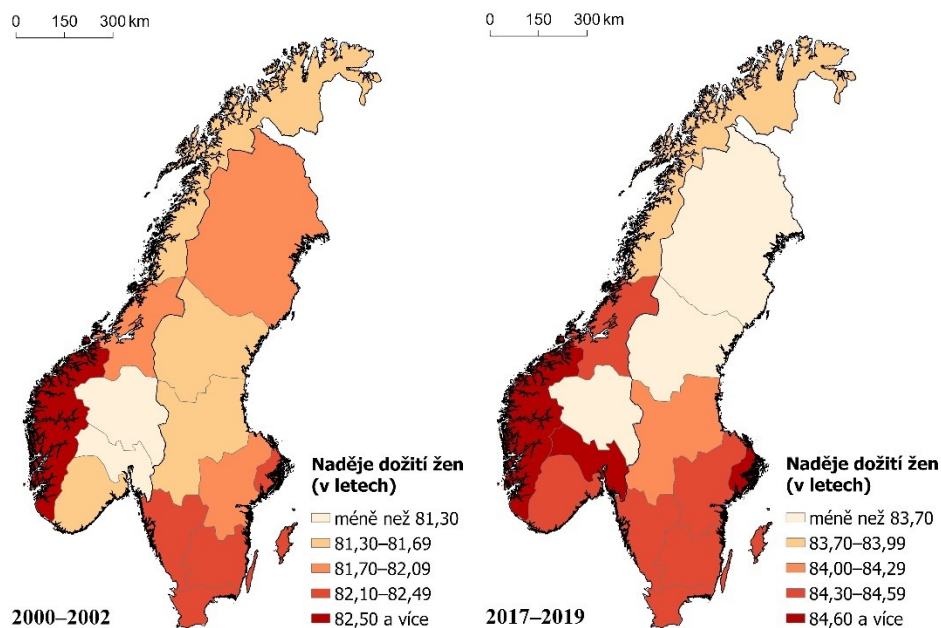 0 150 300 km
Naděje dožití žen
(v letech)
méně než 81,30
81,30–81,69
81,70–82,09
82,10–82,49
82,50 a více
2000–2002
0 150 300 km
Naděje dožití žen
(v letech)
méně než 83,70
83,70–83,99
84,00–84,29
84,30–84,59
84,60 a více
2017–2019